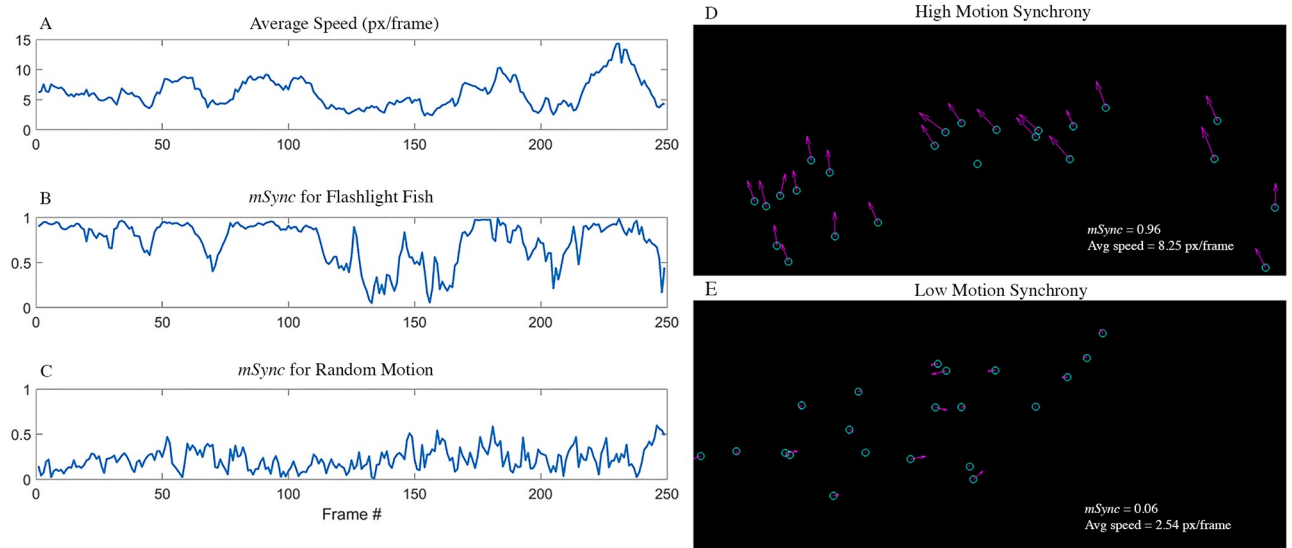 A
Average Speed (px/frame)
15
10
5
0
0 50 100 150 200 250
B
mSync for Flashlight Fish
1
0.5
0
0 50 100 150 200 250
C
mSync for Random Motion
1
0.5
0
0 50 100 150 200 250
Frame #
D
High Motion Synchrony
mSync = 0.96
Avg speed = 8.25 px/frame
E
Low Motion Synchrony
mSync = 0.06
Avg speed = 2.54 px/frame